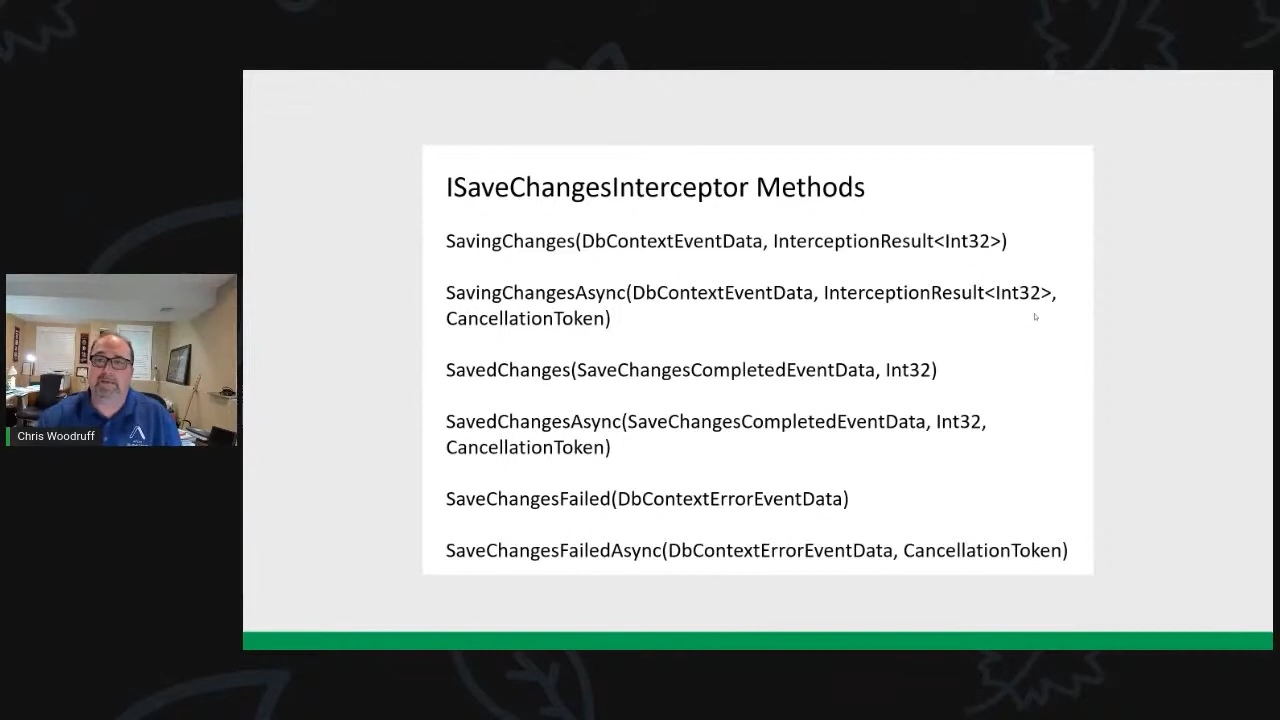 ISaveChangesInterceptor Methods
SavingChanges(DbContextEventData, InterceptionResult<Int32>)
SavingChangesAsync(DbContextEventData, InterceptionResult<Int32>,
CancellationToken)
SavedChanges(SaveChangesCompletedEventData, Int32)
SavedChangesAsync(SaveChangesCompletedEventData, Int32,
CancellationToken)
SaveChangesFailed(DbContextErrorEventData)
SaveChangesFailedAsync(DbContextErrorEventData, CancellationToken)
Chris Woodruff